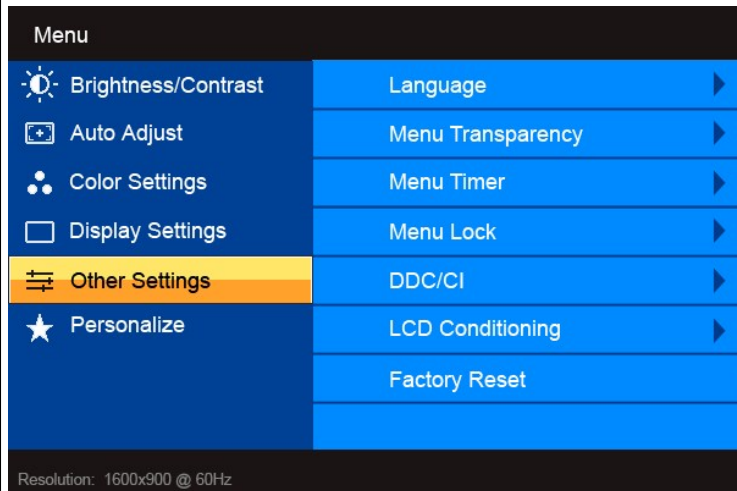 Menu
Brightness/Contrast
Auto Adjust
Color Settings
Display Settings
Other Settings
Personalize
Language
Menu Transparency
Menu Timer
Menu Lock
DDC/CI
LCD Conditioning
Factory Reset
Resolution: 1600x900 @ 60Hz